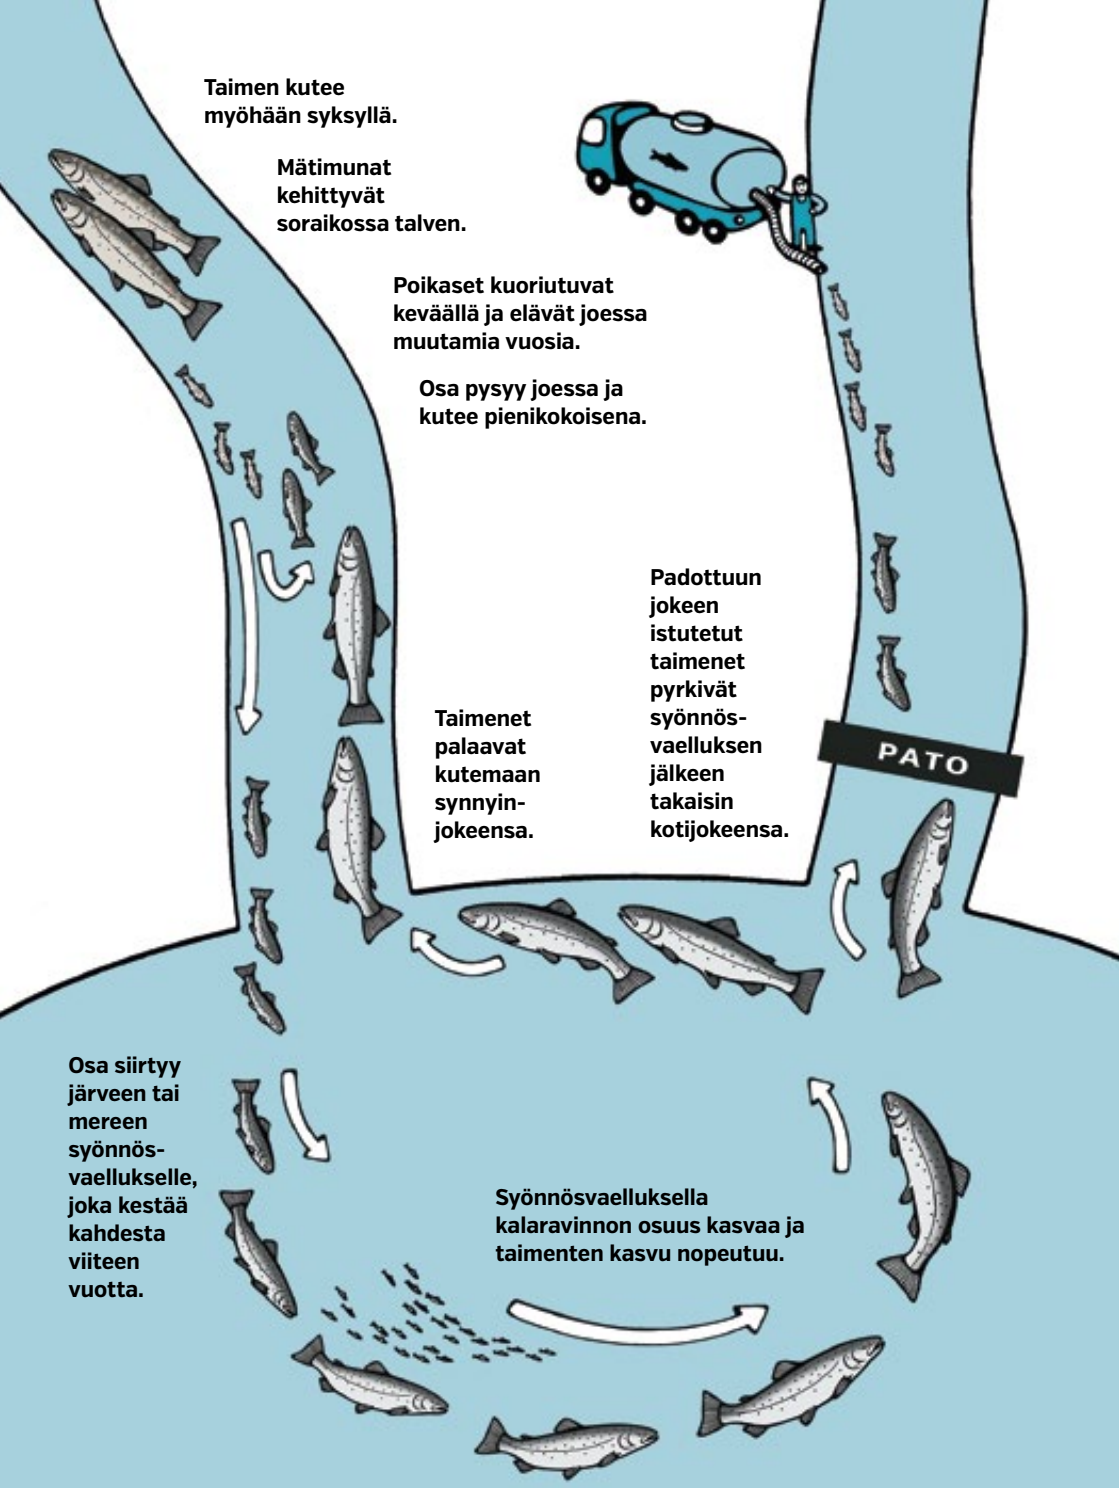 Taimen kutee
myöhään syksyllä.
Mätimunat
kehittyvät
soraikossa talven.
Poikaset kuoriutuvat
keväällä ja elävät joessa
muutamia vuosia.
Osa pysyy joessa ja
kutee pienikokoisena.
Padottuun
jokeen
istutetut
taimenet
pyrkivät
syönnös-
vaelluksen
jälkeen
takaisin
kotijokeensa.
Taimenet
palaavat
kutemaan
synnyin-
jokeensa.
PATO
Osa siirtyy
järveen tai
mereen
syönnös-
vaellukselle,
joka kestää
kahdesta
viiteen
vuotta.
Syönnösvaelluksella
kalaravinnon osuus kasvaa ja
taimenten kasvu nopeutuu.